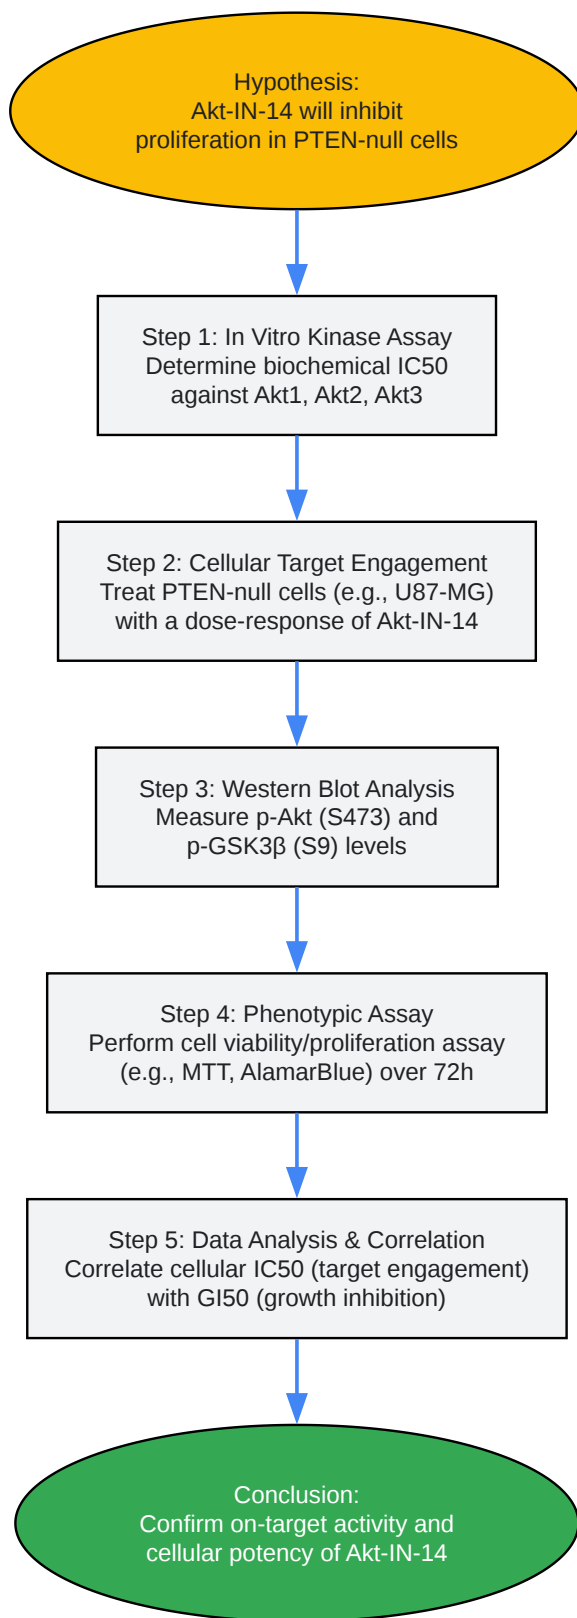 Hypothesis:
Akt-IN-14 will inhibit
proliferation in PTEN-null cells
Step 1: In Vitro Kinase Assay
Determine biochemical IC50
against Akt1, Akt2, Akt3
Step 2: Cellular Target Engagement
Treat PTEN-null cells (e.g., U87-MG)
with a dose-response of Akt-IN-14
Step 3: Western Blot Analysis
Measure p-Akt (S473) and
p-GSK3β (S9) levels
Step 4: Phenotypic Assay
Perform cell viability/proliferation assay
(e.g., MTT, AlamarBlue) over 72h
Step 5: Data Analysis & Correlation
Correlate cellular IC50 (target engagement)
with GI50 (growth inhibition)
Conclusion:
Confirm on-target activity and
cellular potency of Akt-IN-14